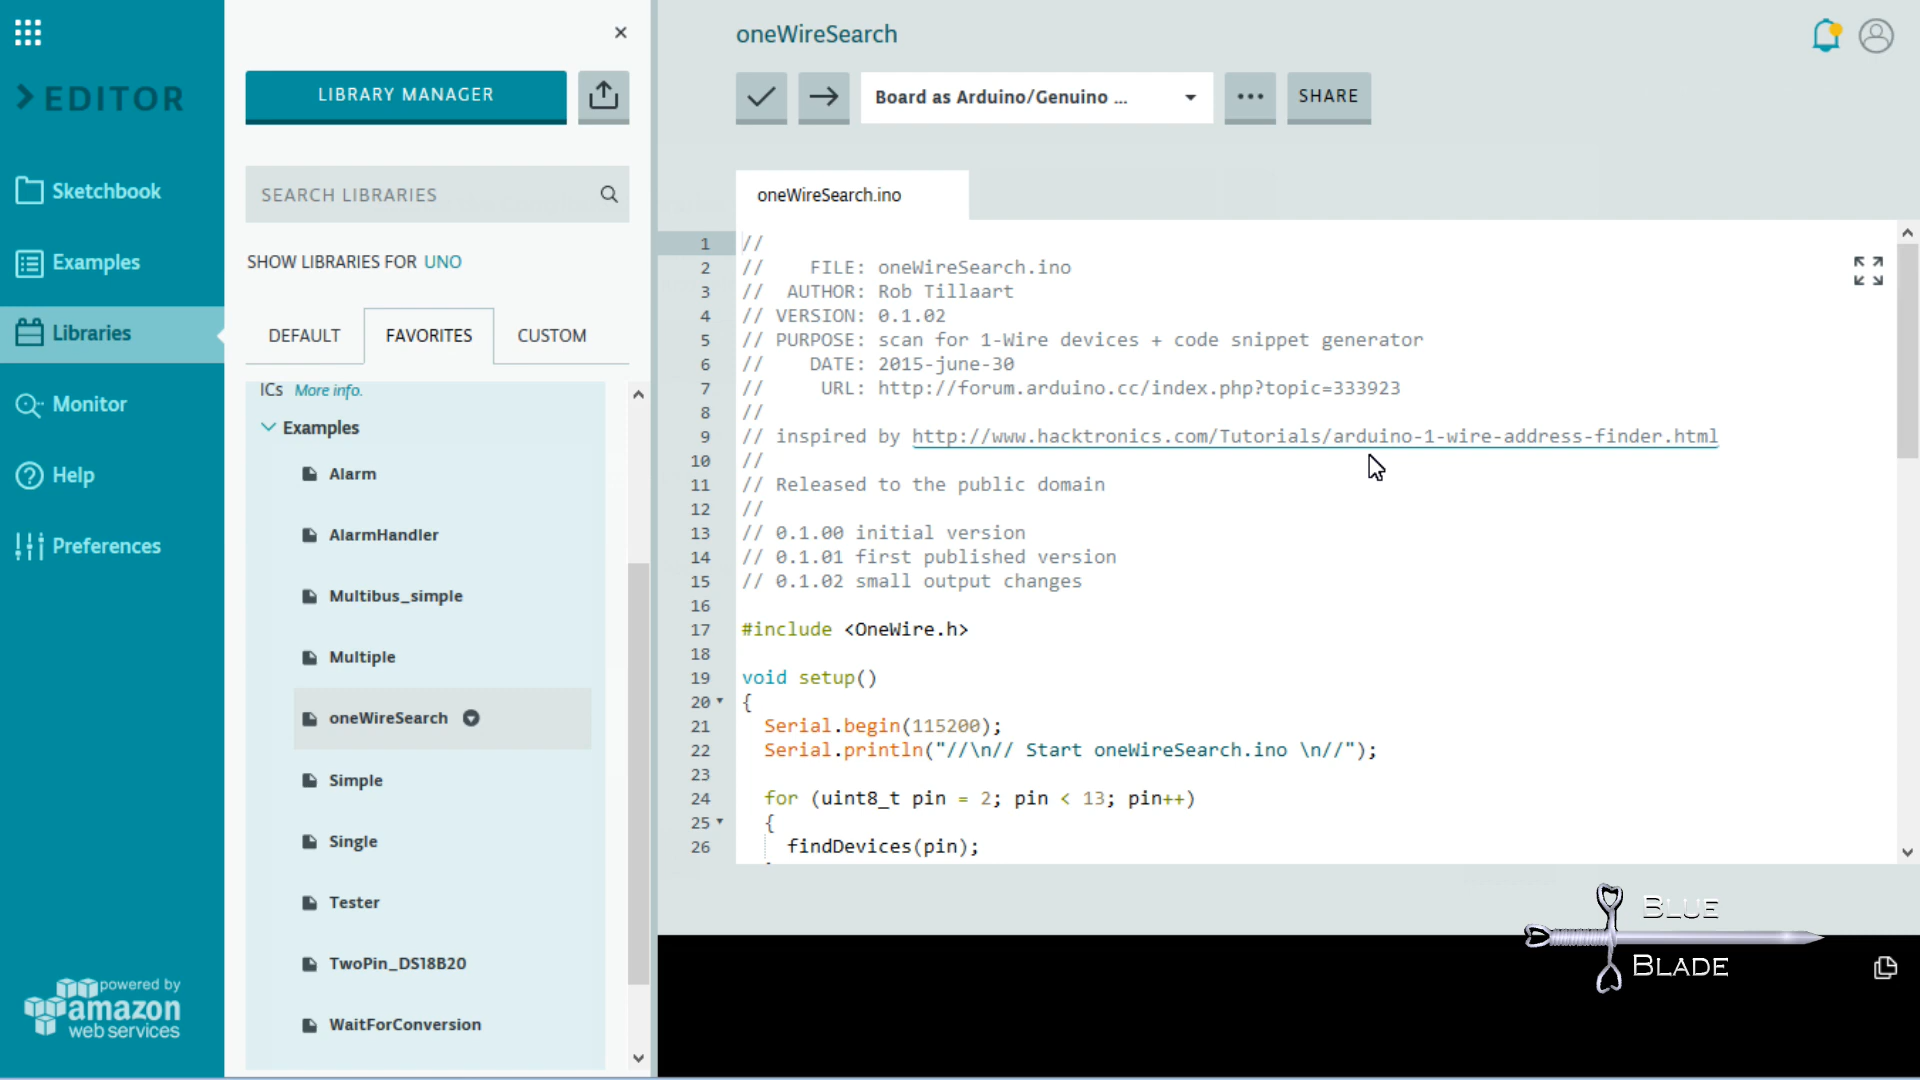 EDITOR
Sketchbook
Examples
Libraries
Monitor
Help
Preferences
powered by
amazon
web services
LIBRARY MANAGER
SEARCH LIBRARIES
SHOW LIBRARIES FOR UNO
DEFAULT
FAVORITES
CUSTOM
ICs More info.
Examples
Alarm
AlarmHandler
Multibus_simple
Multiple
oneWireSearch
Simple
Single
Tester
TwoPin_DS18B20
WaitForConversion
oneWireSearch
Board as Arduino/Genuino ...
SHARE
oneWireSearch.ino
1 //
2 // FILE: oneWireSearch.ino
3 // AUTHOR: Rob Tillaart
4 // VERSION: 0.1.02
5 // PURPOSE: scan for 1-Wire devices + code snippet generator
6 // DATE: 2015-june-30
7 // URL: http://forum.arduino.cc/index.php?topic=333923
8 //
9 // inspired by http://www.hacktronics.com/Tutorials/arduino-1-wire-address-finder.html
10 //
11 // Released to the public domain
12 //
13 // 0.1.00 initial version
14 // 0.1.01 first published version
15 // 0.1.02 small output changes
16
17 #include <OneWire.h>
18
19 void setup()
20 {
21 Serial.begin(115200);
22 Serial.println("//\n// Start oneWireSearch.ino \n//");
23
24 for (uint8_t pin = 2; pin < 13; pin++)
25 {
26 findDevices(pin);
BLUE
BLADE